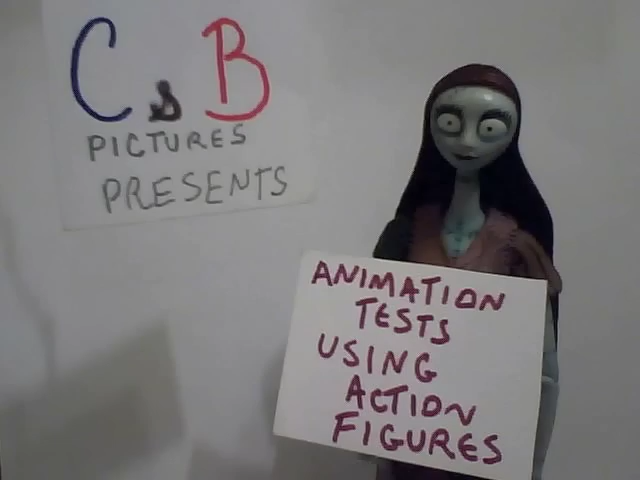 C & B
PICTURES
PRESENTS
ANIMATION
TESTS
USING
ACTION
FIGURES